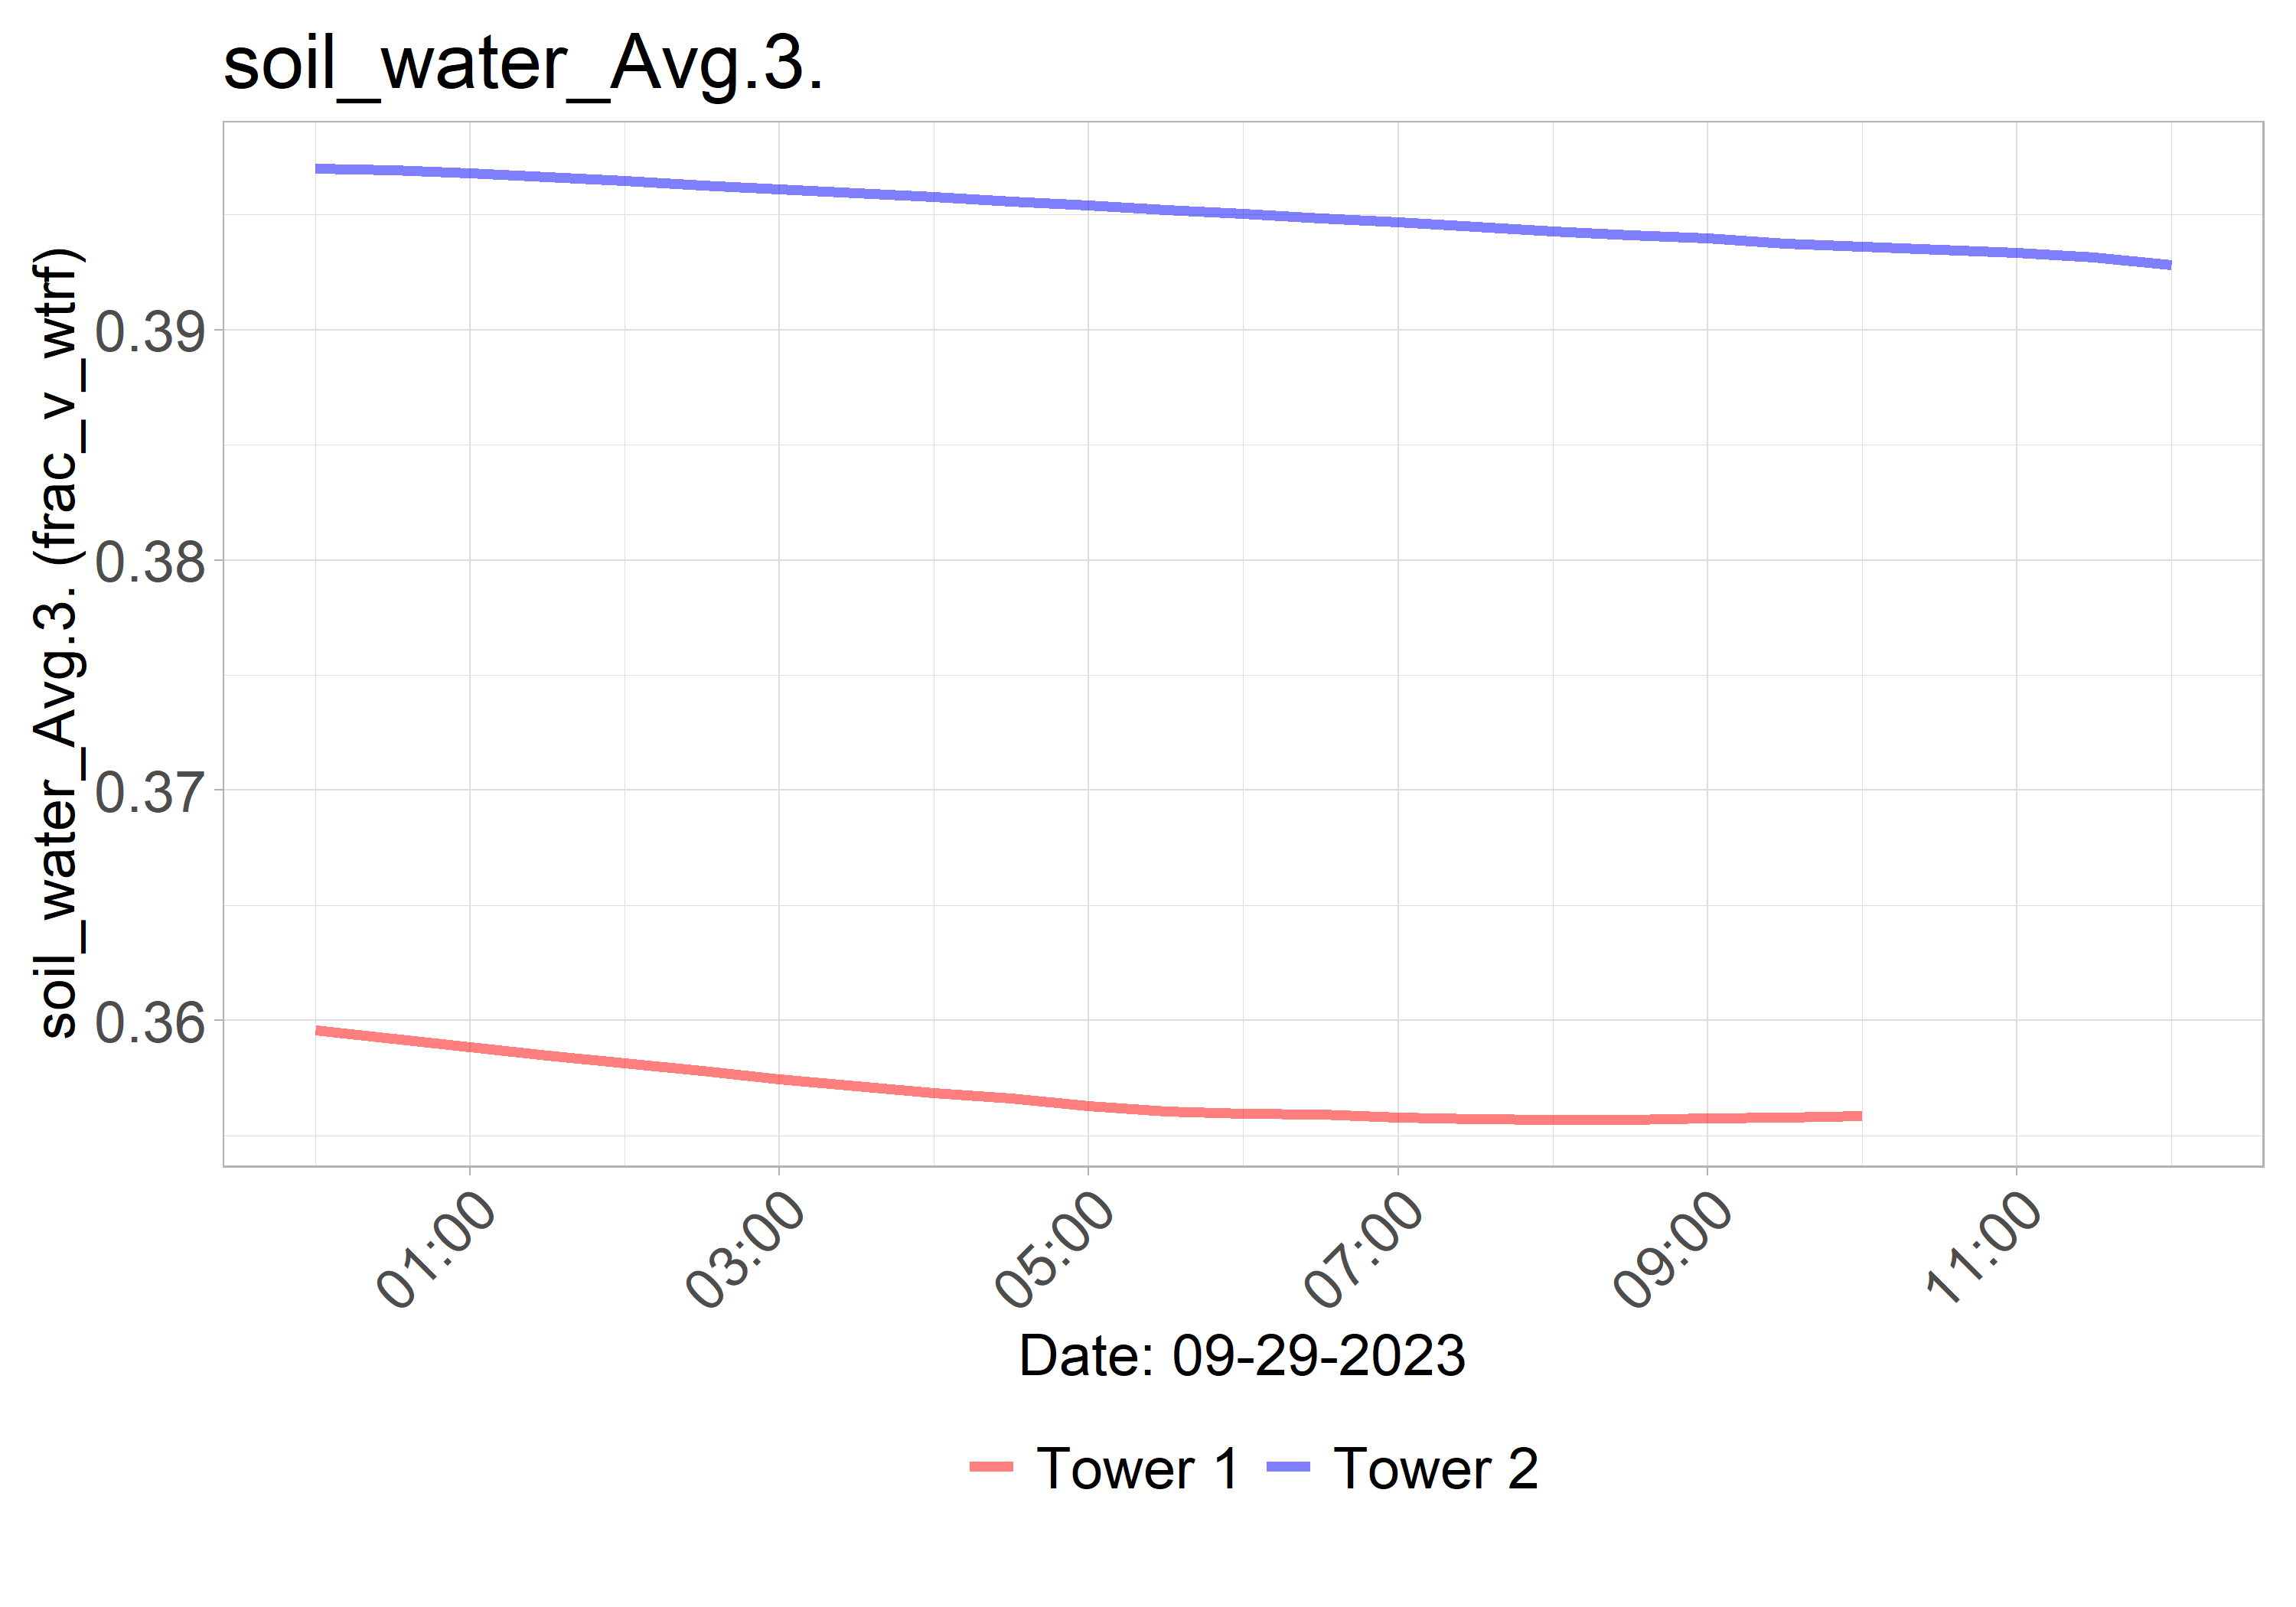 soil_water_Avg.3.
soil_water_Avg.3. (frac_v_wtrf)
0.39
0.38
0.37
0.36
01:00
03:00
05:00
07:00
09:00
11:00
Date: 09-29-2023
Tower 1
Tower 2